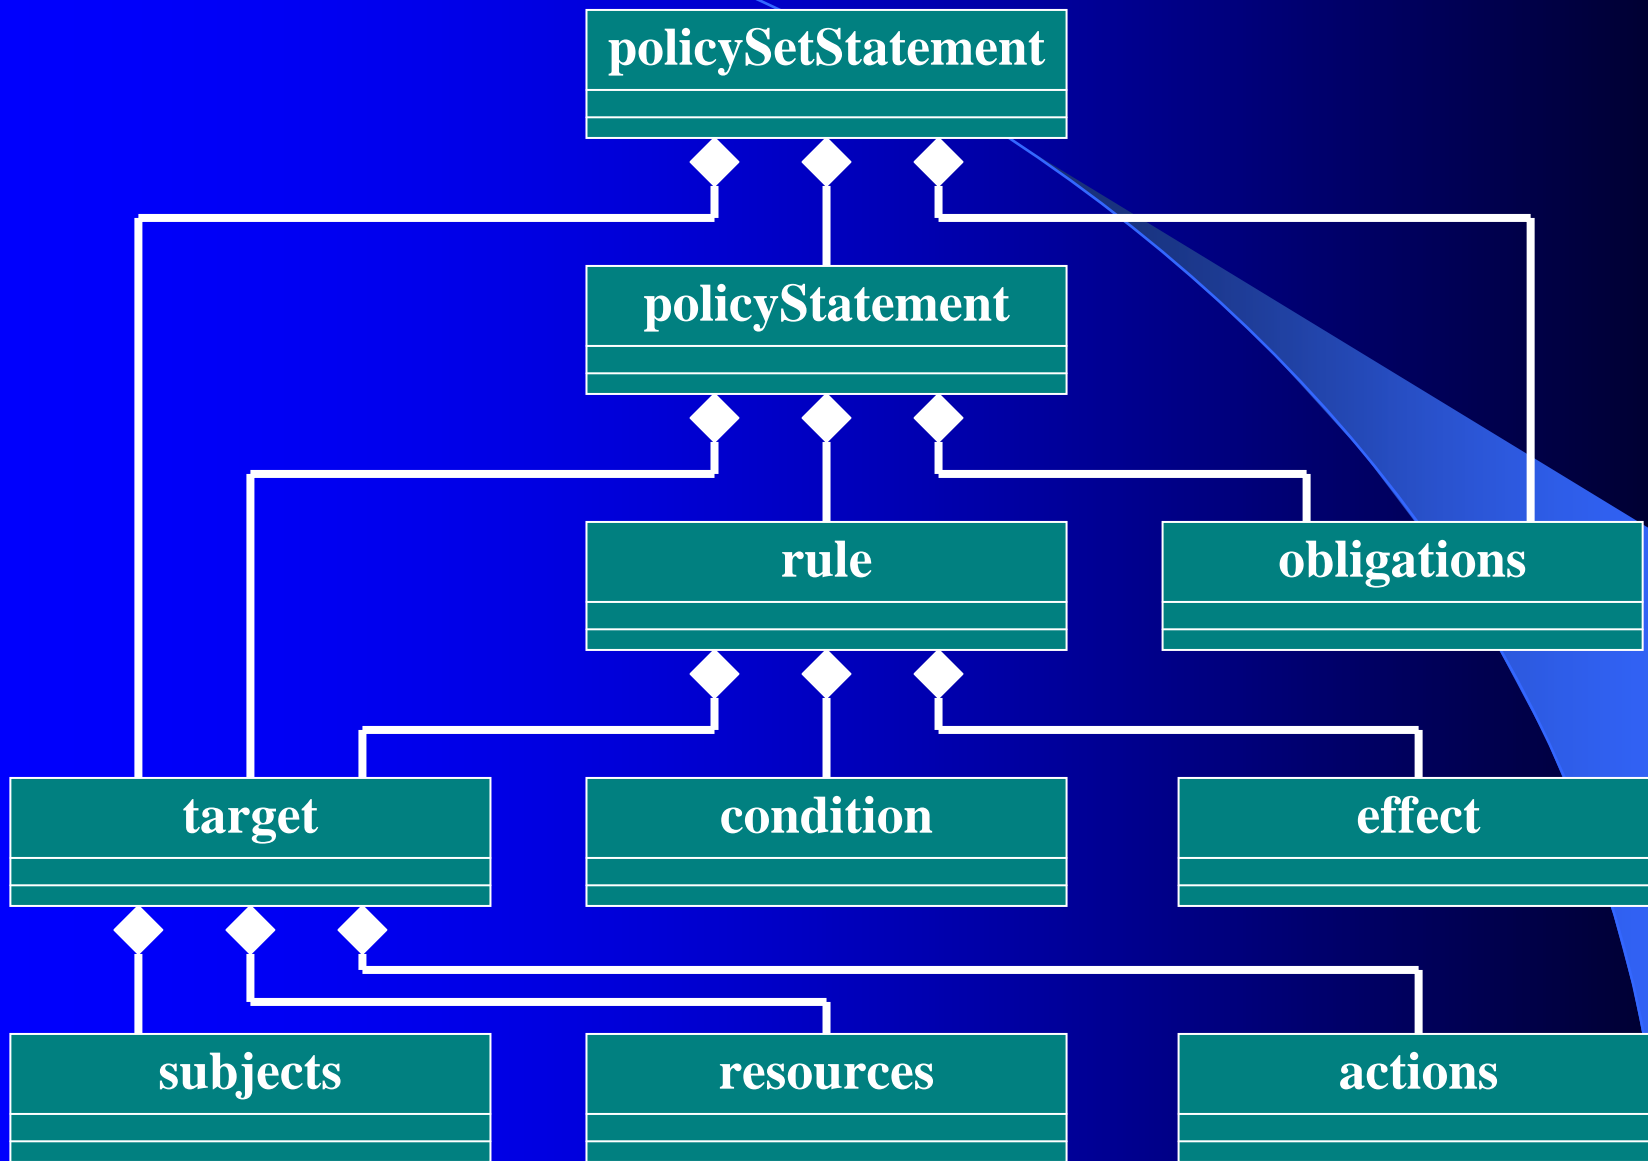 policySetStatement
policyStatement
rule
obligations
target
condition
effect
subjects
resources
actions